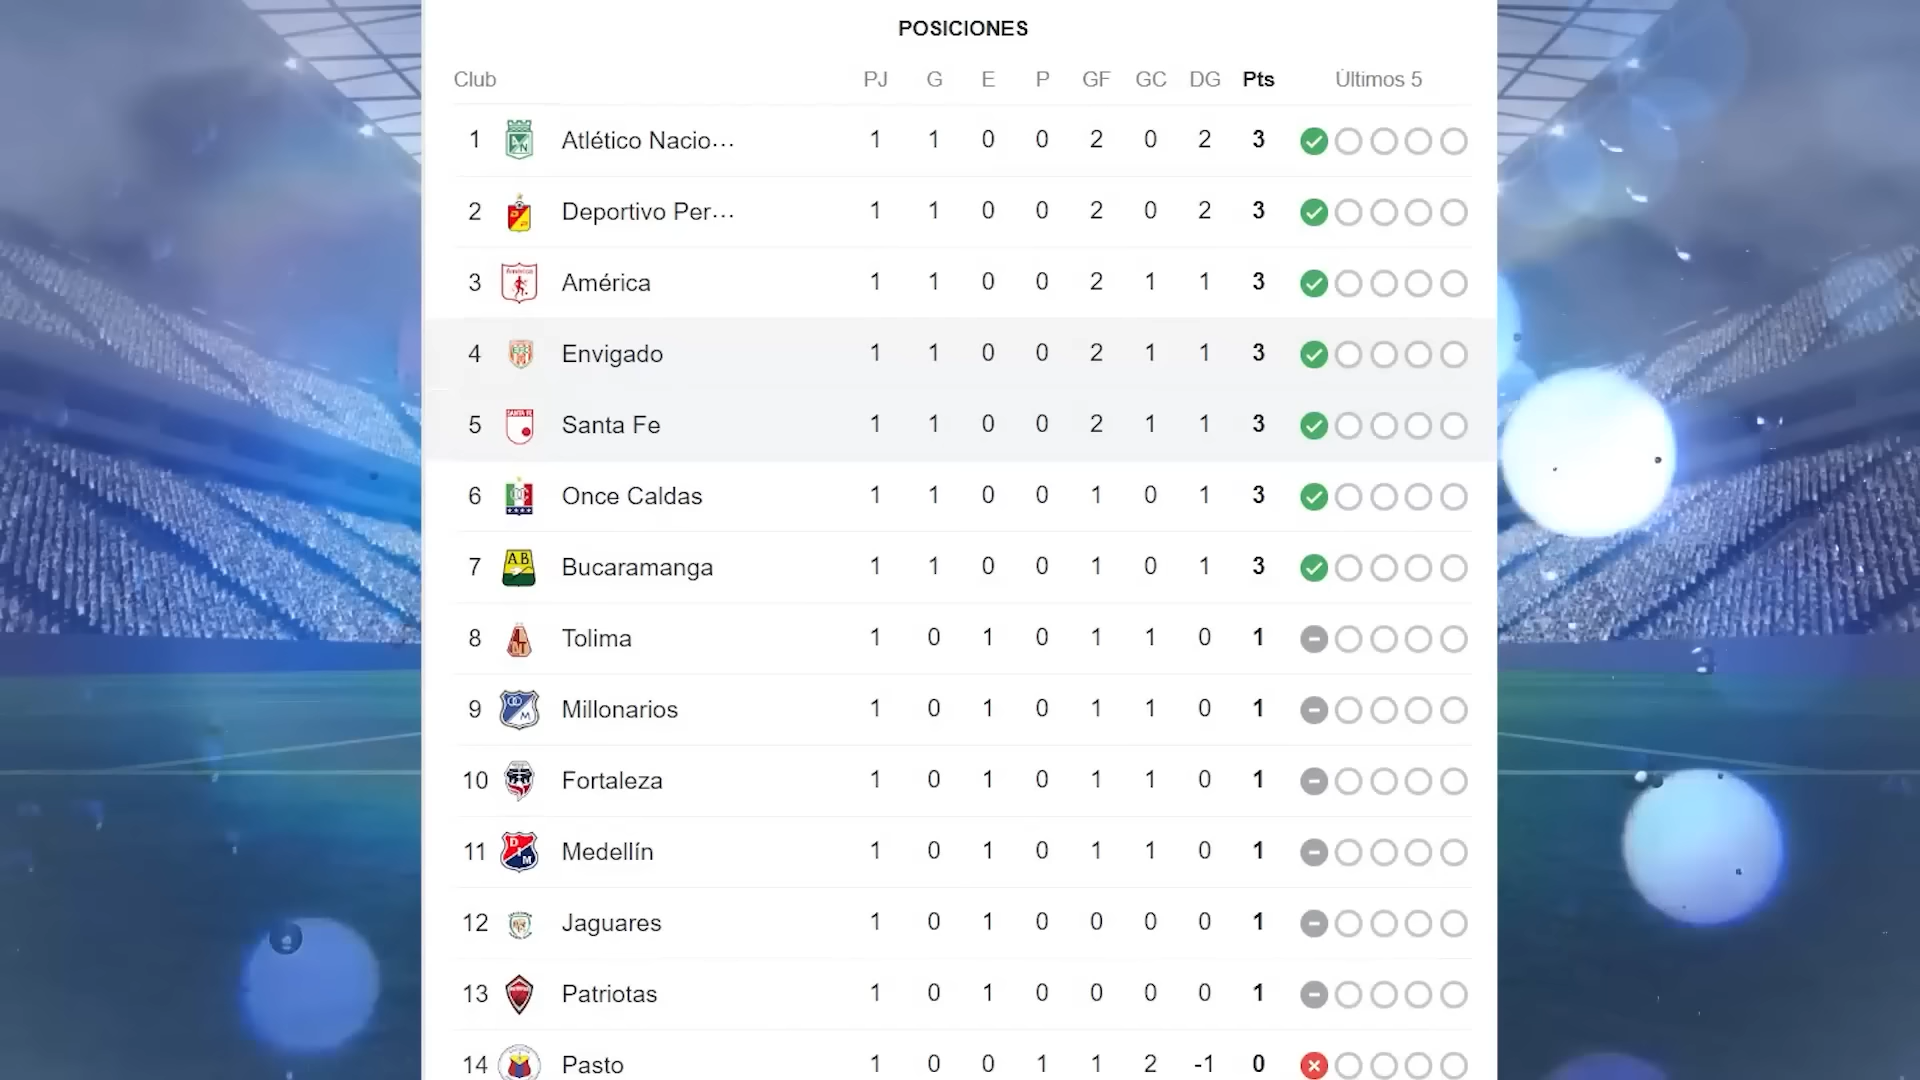 POSICIONES
Club PJ G E P GF GC DG Pts Últimos 5
1 Atlético Nacio... 1 1 0 0 2 0 2 3
2 Deportivo Per... 1 1 0 0 2 0 2 3
3 América 1 1 0 0 2 1 1 3
4 Envigado 1 1 0 0 2 1 1 3
5 Santa Fe 1 1 0 0 2 1 1 3
6 Once Caldas 1 1 0 0 1 0 1 3
7 Bucaramanga 1 1 0 0 1 0 1 3
8 Tolima 1 0 1 0 1 1 0 1
9 Millonarios 1 0 1 0 1 1 0 1
10 Fortaleza 1 0 1 0 1 1 0 1
11 Medellín 1 0 1 0 1 1 0 1
12 Jaguares 1 0 1 0 0 0 0 1
13 Patriotas 1 0 1 0 0 0 0 1
14 Pasto 1 0 0 1 1 2 -1 0